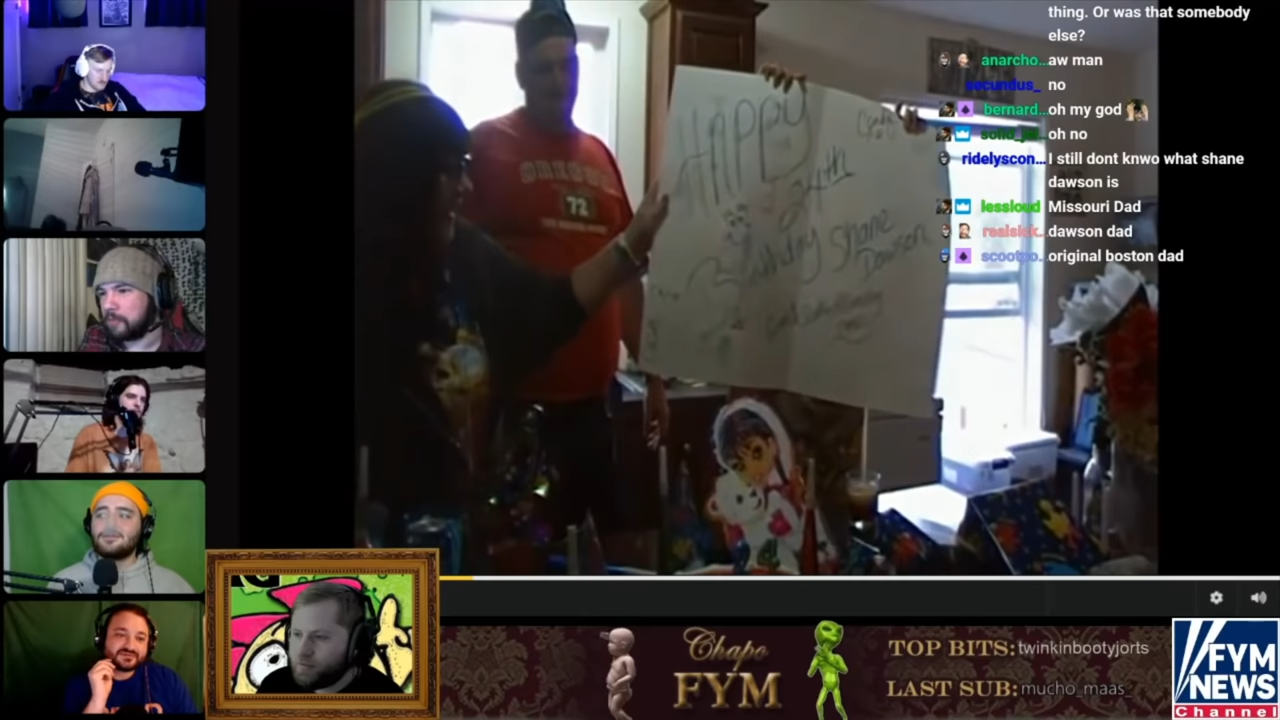 thing. Or was that somebody
else?
anarcho... aw man
secundus_ no
bernard... oh my god
oh no
ridelyscon... I still dont knwo what shane
dawson is
lessloud Missouri Dad
dawson dad
scootpo.. original boston dad
HAPPY
Birthday Shane
Dawson
72
Chapo
FYM
TOP BITS: twinkinbootyjorts
LAST SUB: mucho_maas_
FYM
NEWS
Channel